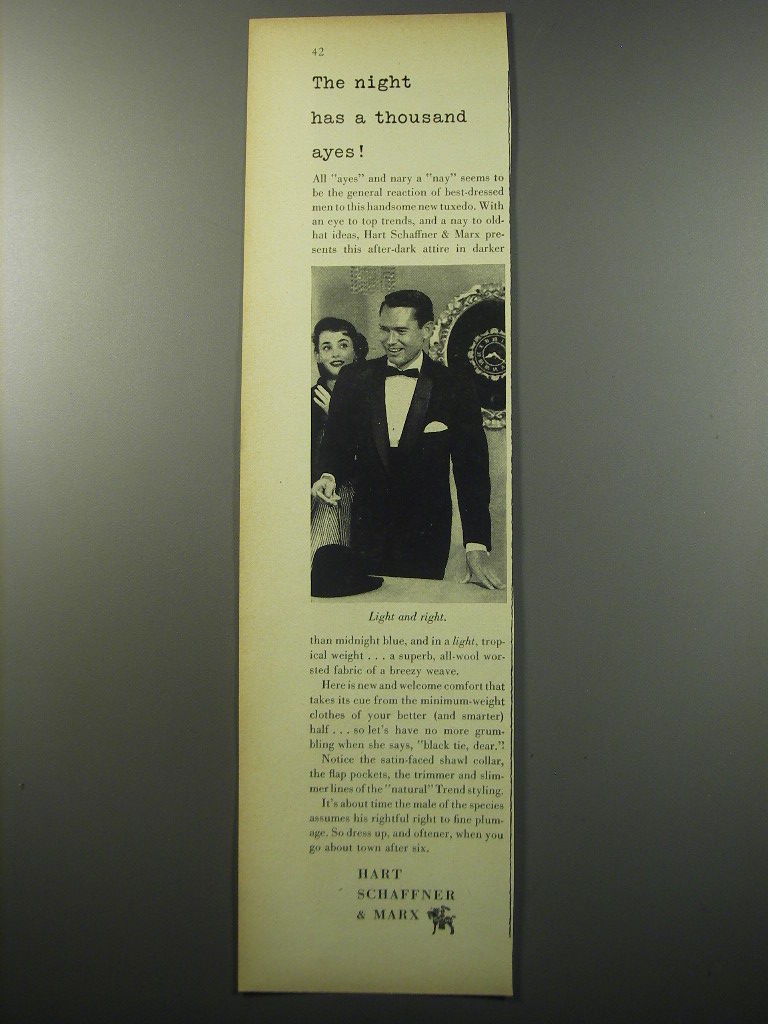 42
The night
has a thousand
ayes!
All "ayes" and nary a "nay" seems to
be the general reaction of best-dressed
men to this handsome new tuxedo. With
an eye to top trends, and a nay to old-
hat ideas, Hart Schaffner & Marx pre-
sents this after-dark attire in darker
Light and right.
than midnight blue, and in a light, trop-
ical weight . . . a superb, all-wool wor-
sted fabric of a breezy weave.
Here is new and welcome comfort that
takes its cue from the minimum-weight
clothes of your better (and smarter)
half . . . so let's have no more grum-
bling when she says, "black tie, dear."!
Notice the satin-faced shawl collar,
the flap pockets, the trimmer and slim-
mer lines of the "natural" Trend styling.
It's about time the male of the species
assumes his rightful right to fine plum-
age. So dress up, and oftener, when you
go about town after six.
HART
SCHAFFNER
& MARX